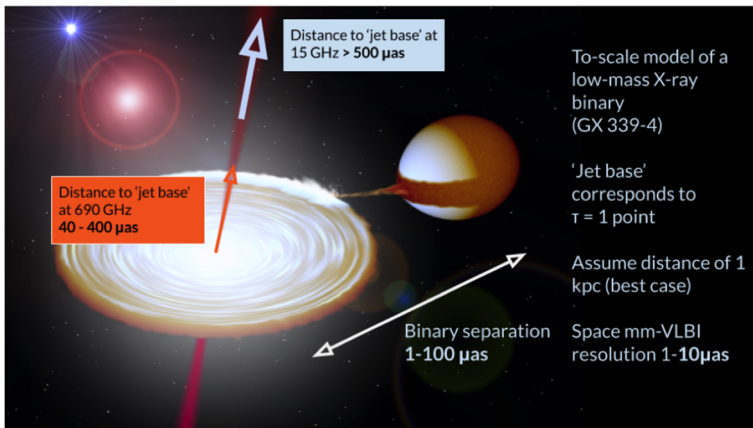 Distance to 'jet base' at
15 GHz > 500 μas
Distance to 'jet base'
at 690 GHz
40 - 400 μas
Binary separation
1-100 μas
To-scale model of a
low-mass X-ray
binary
(GX 339-4)
'Jet base'
corresponds to
τ = 1 point
Assume distance of 1
kpc (best case)
Space mm-VLBI
resolution 1-10μas